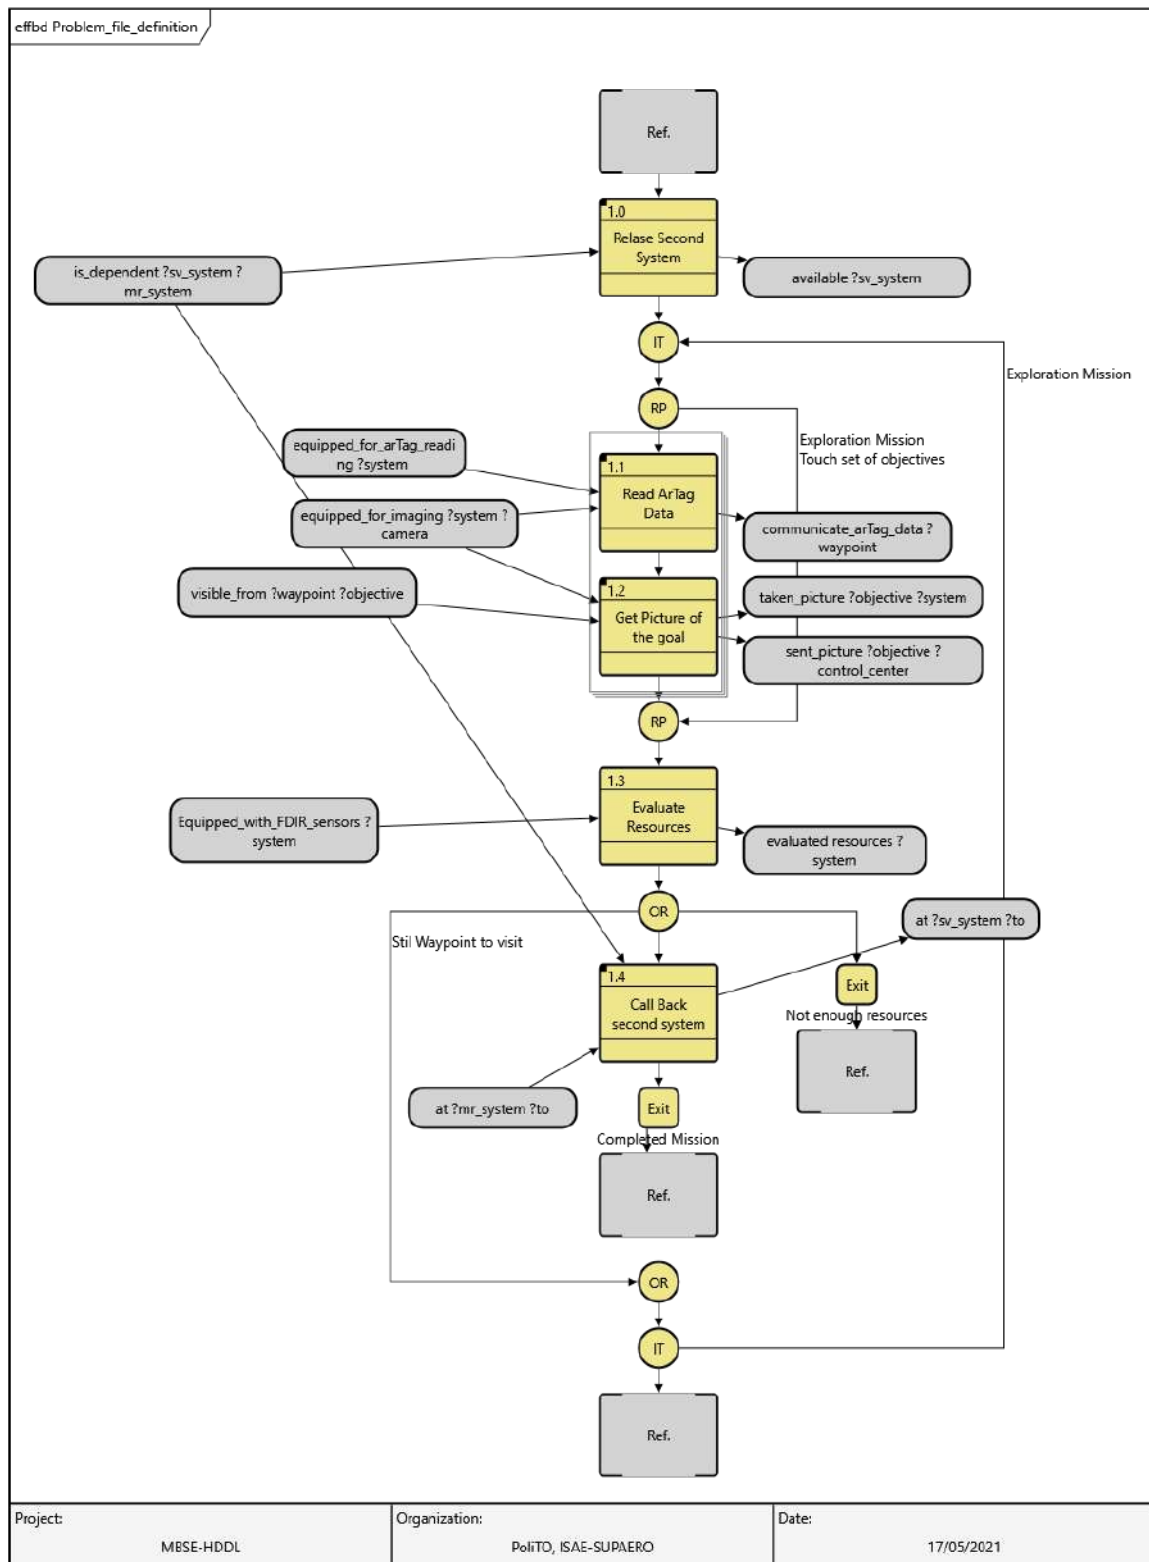 effbd Problem_file_definition
Ref.
1.0
Relase Second
System
is_dependent ?sv_system ?
mr_system
available ?sv_system
IT
Exploration Mission
RP
Exploration Mission
Touch set of objectives
equipped_for_arTag_readi
ng ?system
1.1
Read ArTag
Data
equipped_for_imaging ?system ?
camera
communicate_arTag_data ?
waypoint
visible_from ?waypoint ?objective
1.2
Get Picture of
the goal
taken_picture ?objective ?system
sent_picture ?objective ?
control_center
RP
1.3
Evaluate
Resources
Equipped_with_FDIR_sensors ?
system
evaluated resources ?
system
OR
at ?sv_system ?to
Stil Waypoint to visit
1.4
Call Back
second system
Exit
Not enough resources
Ref.
at ?mr_system ?to
Exit
Completed Mission
Ref.
OR
IT
Ref.
Project:
MBSE-HDDL
Organization:
PoliTO, ISAE-SUPAERO
Date:
17/05/2021